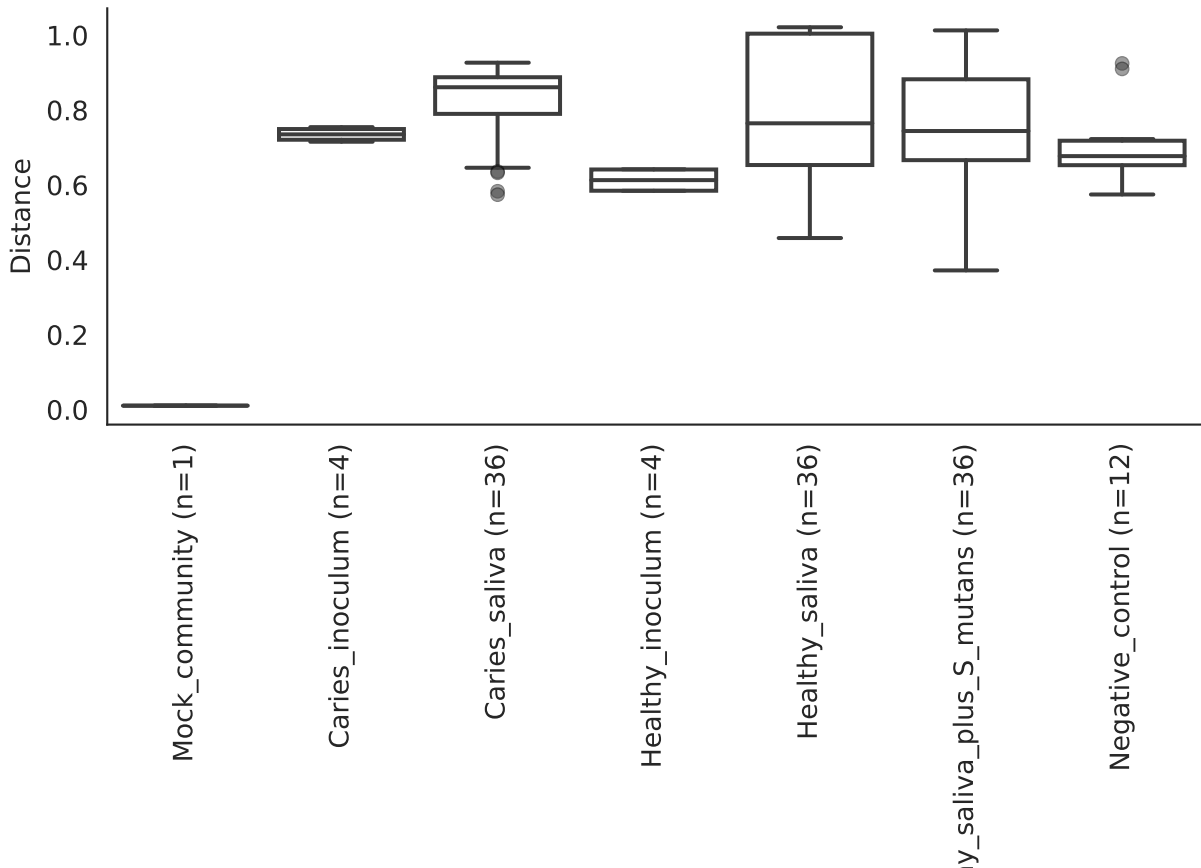 Distance
1.0
0.8
0.6
0.4
0.2
0.0
Mock_community (n=1)
Caries_inoculum (n=4)
Caries_saliva (n=36)
Healthy_inoculum (n=4)
Healthy_saliva (n=36)
y_saliva_plus_S_mutans (n=36)
Negative_control (n=12)